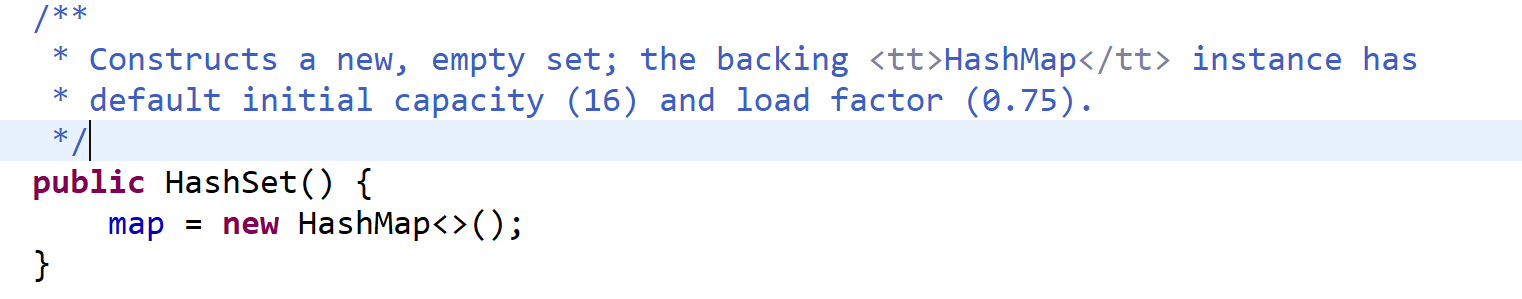 /**
 * Constructs a new, empty set; the backing <tt>HashMap</tt> instance has
 * default initial capacity (16) and load factor (0.75).
 */
public HashSet() {
    map = new HashMap<>();
}